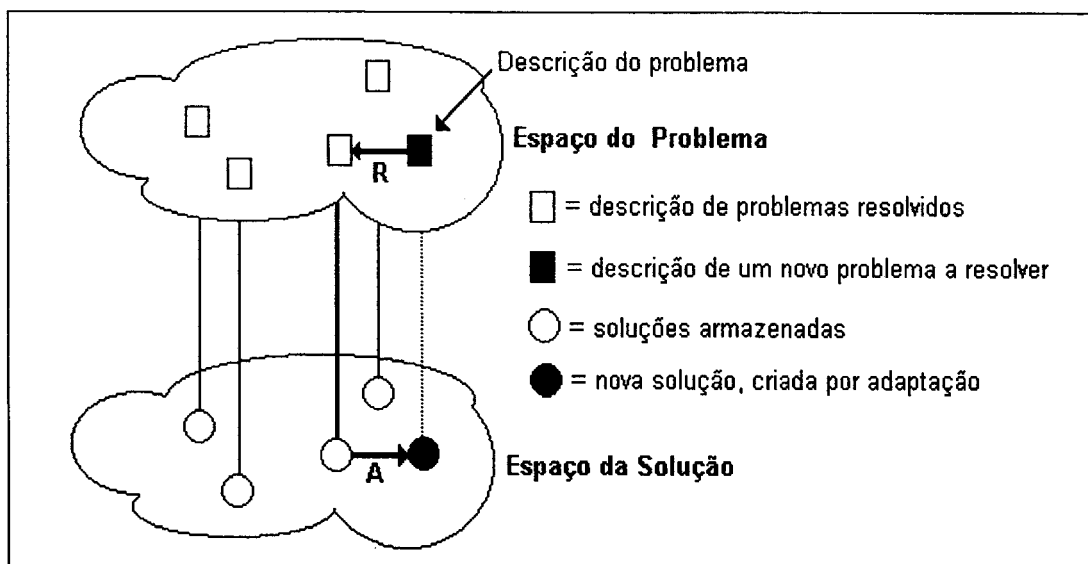 Descrição do problema
Espaço do Problema
R
= descrição de problemas resolvidos
= descrição de um novo problema a resolver
= soluções armazenadas
= nova solução, criada por adaptação
A
Espaço da Solução